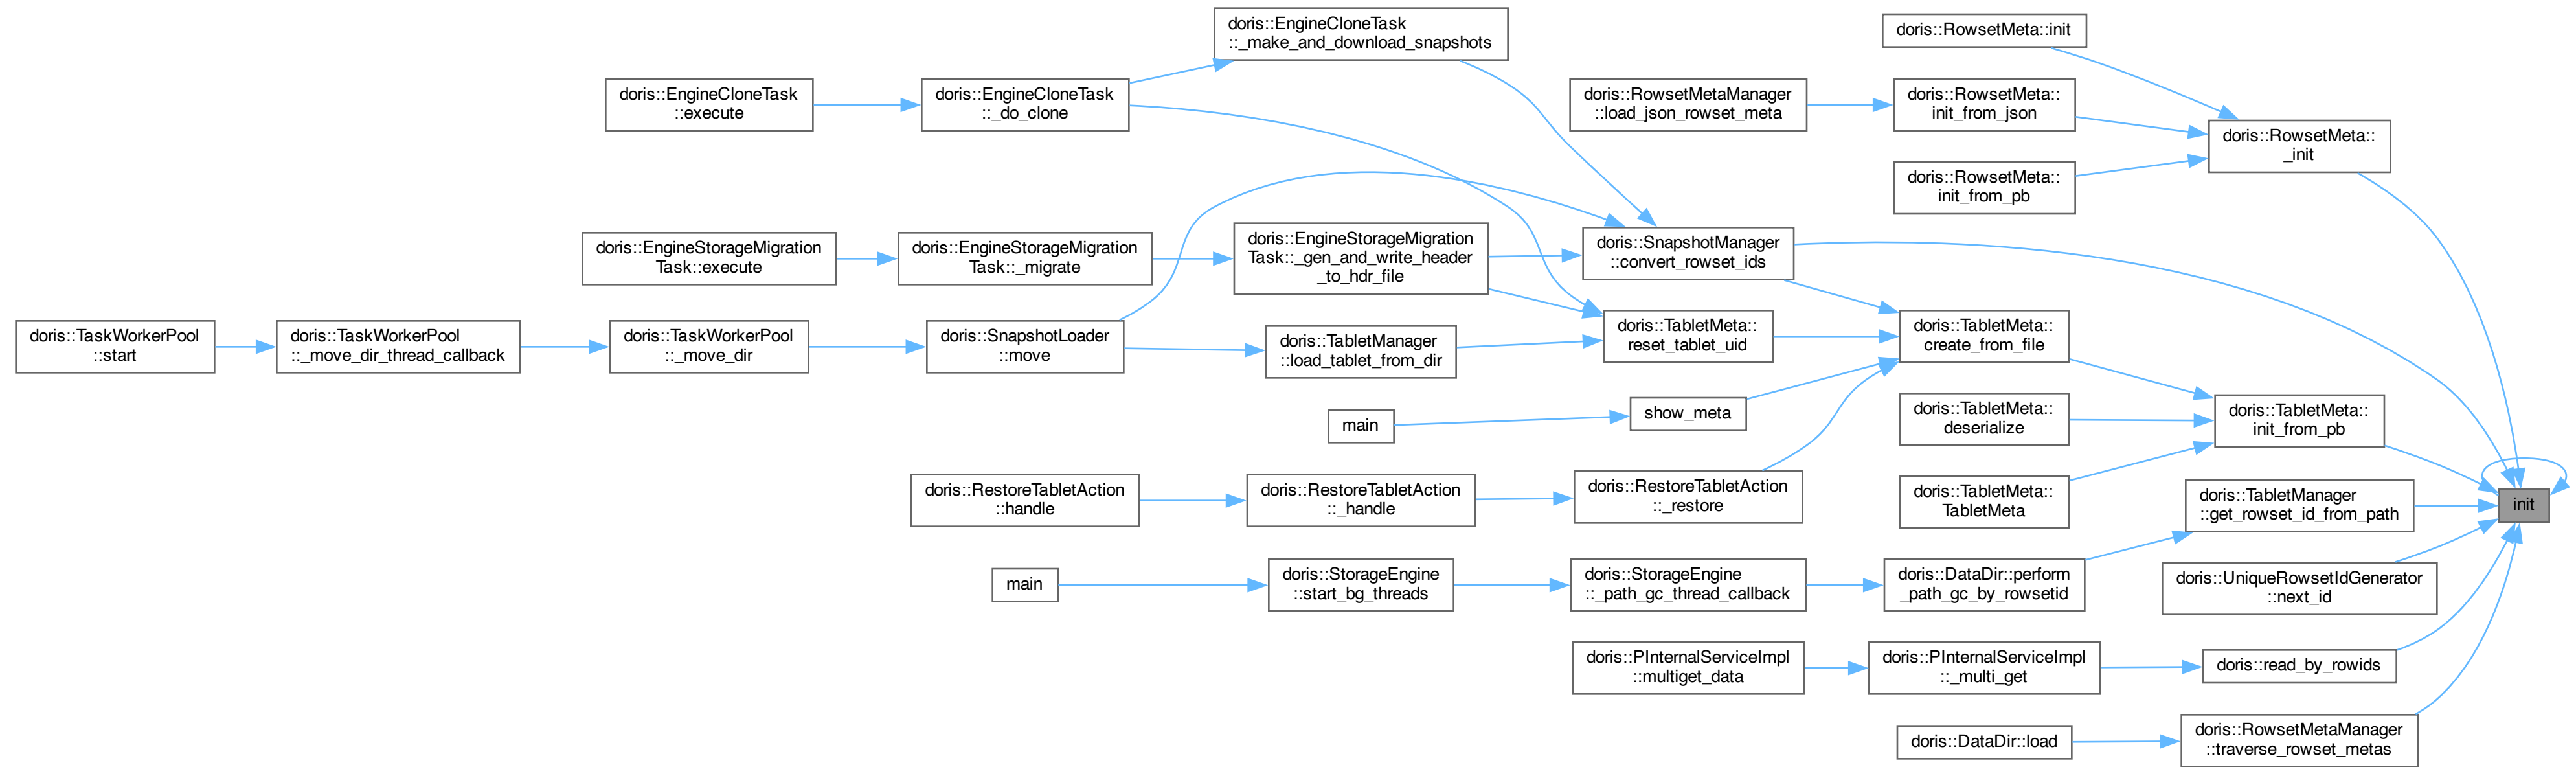 doris::EngineCloneTask
::_make_and_download_snapshots
doris::RowsetMeta::init
doris::EngineCloneTask
::execute
doris::EngineCloneTask
::_do_clone
doris::RowsetMetaManager
::load_json_rowset_meta
doris::RowsetMeta::
init_from_json
doris::RowsetMeta::
_init
doris::RowsetMeta::
init_from_pb
doris::EngineStorageMigration
Task::execute
doris::EngineStorageMigration
Task::_migrate
doris::EngineStorageMigration
Task::_gen_and_write_header
_to_hdr_file
doris::SnapshotManager
::convert_rowset_ids
doris::TaskWorkerPool
::start
doris::TaskWorkerPool
::_move_dir_thread_callback
doris::TaskWorkerPool
::_move_dir
doris::SnapshotLoader
::move
doris::TabletManager
::load_tablet_from_dir
doris::TabletMeta::
reset_tablet_uid
doris::TabletMeta::
create_from_file
main
show_meta
doris::TabletMeta::
deserialize
doris::TabletMeta::
init_from_pb
doris::RestoreTabletAction
::handle
doris::RestoreTabletAction
::_handle
doris::RestoreTabletAction
::_restore
doris::TabletMeta::
TabletMeta
doris::TabletManager
::get_rowset_id_from_path
init
main
doris::StorageEngine
::start_bg_threads
doris::StorageEngine
::_path_gc_thread_callback
doris::DataDir::perform
_path_gc_by_rowsetid
doris::UniqueRowsetIdGenerator
::next_id
doris::PInternalServiceImpl
::multiget_data
doris::PInternalServiceImpl
::_multi_get
doris::read_by_rowids
doris::DataDir::load
doris::RowsetMetaManager
::traverse_rowset_metas